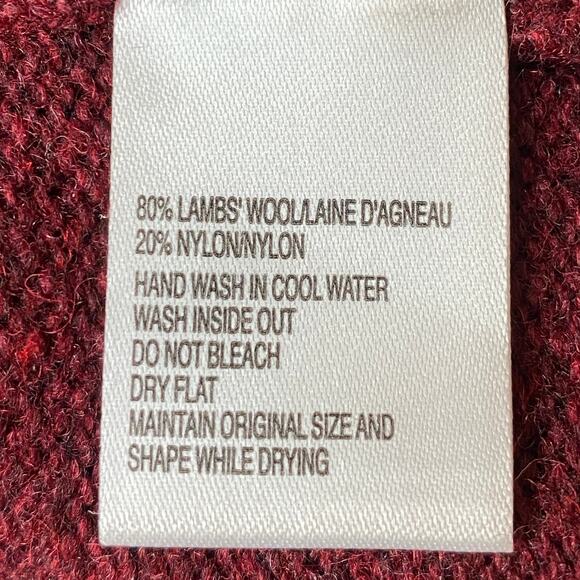 80% LAMBS' WOOL/LAINE D'AGNEAU
20% NYLON/NYLON
HAND WASH IN COOL WATER
WASH INSIDE OUT
DO NOT BLEACH
DRY FLAT
MAINTAIN ORIGINAL SIZE AND
SHAPE WHILE DRYING